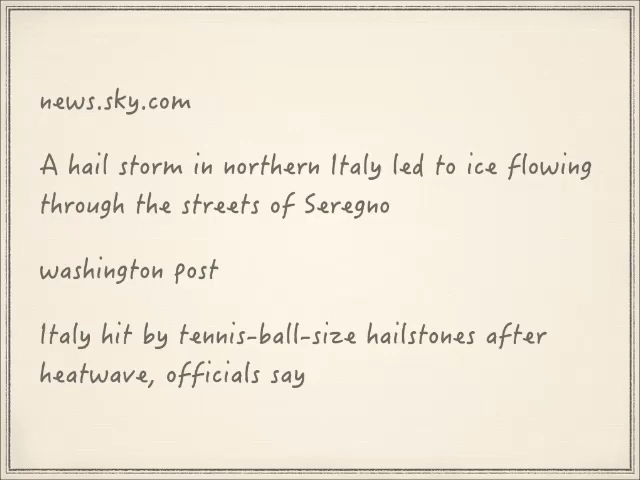 news.sky.com
A hail storm in northern Italy led to ice flowing
through the streets of Seregno
washington post
Italy hit by tennis-ball-size hailstones after
heatwave, officials say